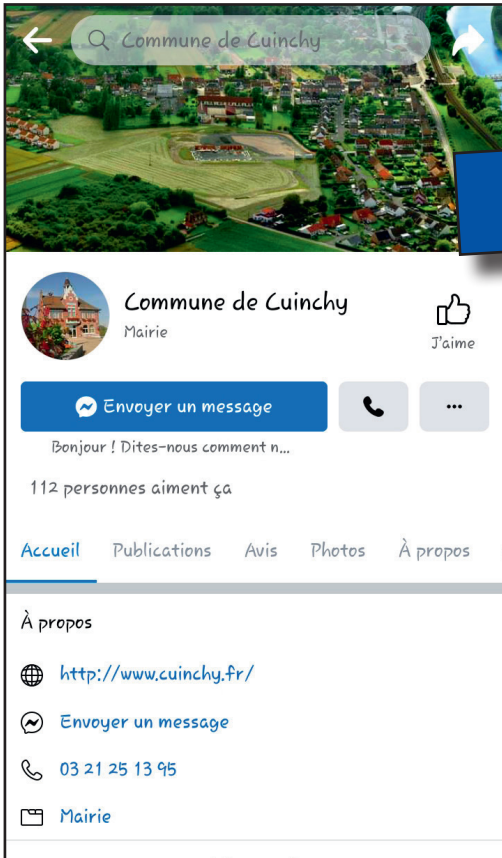 Commune de Cuinchy
Commune de Cuinchy
Mairie
J'aime
Envoyer un message
Bonjour ! Dites-nous comment n...
112 personnes aiment ça
Accueil Publications Avis Photos À propos
À propos
http://www.cuinchy.fr/
Envoyer un message
03 21 25 13 95
Mairie